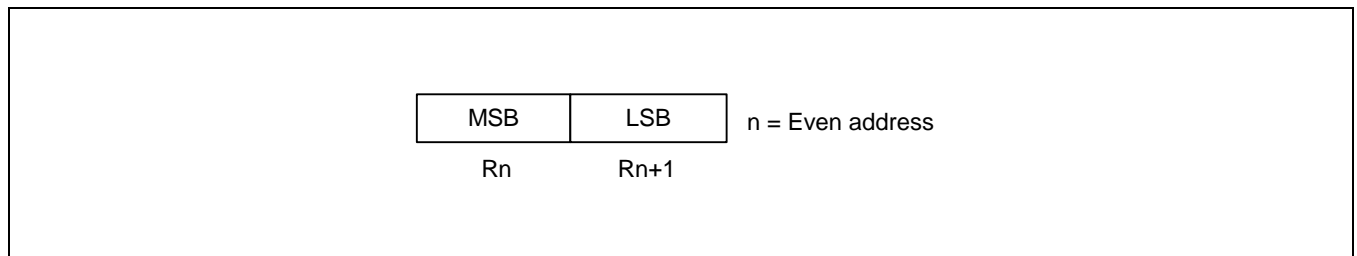 MSB LSB n = Even address
Rn Rn+1